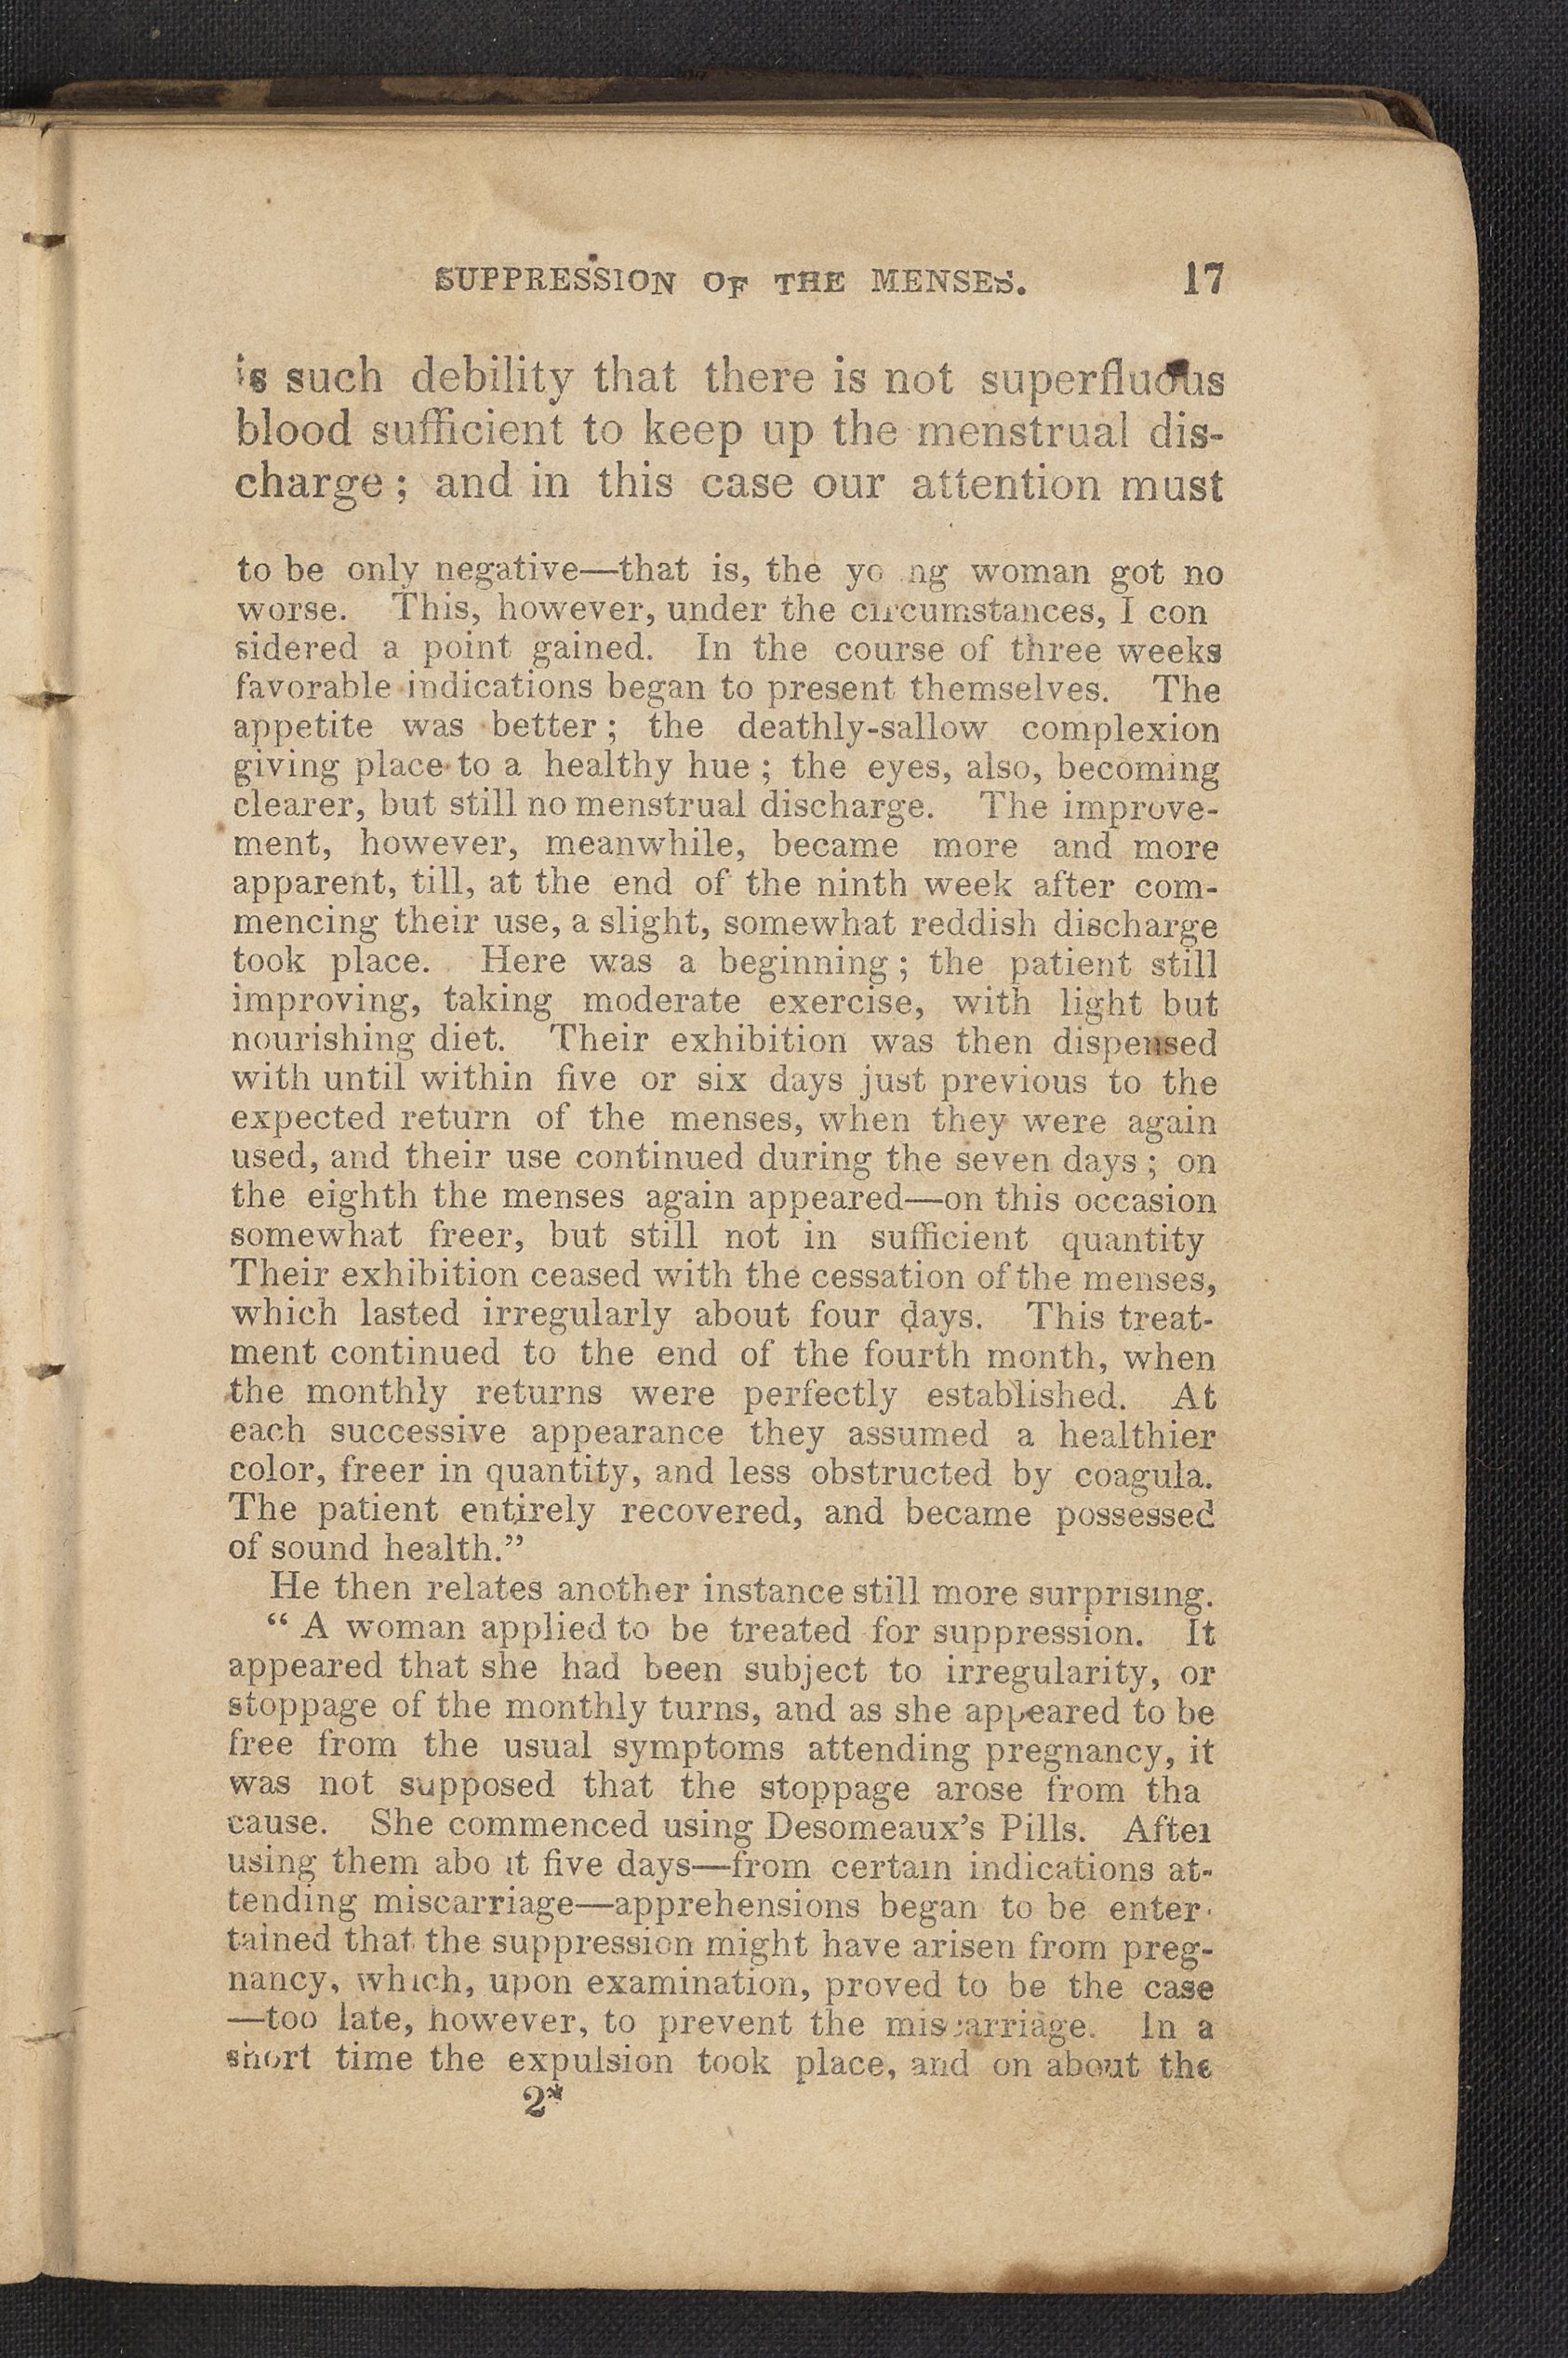 SUPPRESSION OF THE MENSES. 17
is such debility that there is not superfluous
blood sufficient to keep up the menstrual dis-
charge; and in this case our attention must
to be only negative—that is, the yo ng woman got no
worse. This, however, under the circumstances, I con
sidered a point gained. In the course of three weeks
favorable indications began to present themselves. The
appetite was better; the deathly-sallow complexion
giving place to a healthy hue; the eyes, also, becoming
clearer, but still no menstrual discharge. The improve-
ment, however, meanwhile, became more and more
apparent, till, at the end of the ninth week after com-
mencing their use, a slight, somewhat reddish discharge
took place. Here was a beginning; the patient still
improving, taking moderate exercise, with light but
nourishing diet. Their exhibition was then dispensed
with until within five or six days just previous to the
expected return of the menses, when they were again
used, and their use continued during the seven days; on
the eighth the menses again appeared—on this occasion
somewhat freer, but still not in sufficient quantity
Their exhibition ceased with the cessation of the menses,
which lasted irregularly about four days. This treat-
ment continued to the end of the fourth month, when
the monthly returns were perfectly established. At
each successive appearance they assumed a healthier
color, freer in quantity, and less obstructed by coagula.
The patient entirely recovered, and became possessed
of sound health.”
He then relates another instance still more surprising.
“ A woman applied to be treated for suppression. It
appeared that she had been subject to irregularity, or
stoppage of the monthly turns, and as she appeared to be
free from the usual symptoms attending pregnancy, it
was not supposed that the stoppage arose from tha
cause. She commenced using Desomeaux’s Pills. After
using them abo it five days—from certain indications at-
tending miscarriage—apprehensions began to be enter-
tained that the suppression might have arisen from preg-
nancy, which, upon examination, proved to be the case
—too late, however, to prevent the miscarriage. In a
short time the expulsion took place, and on about the
2*